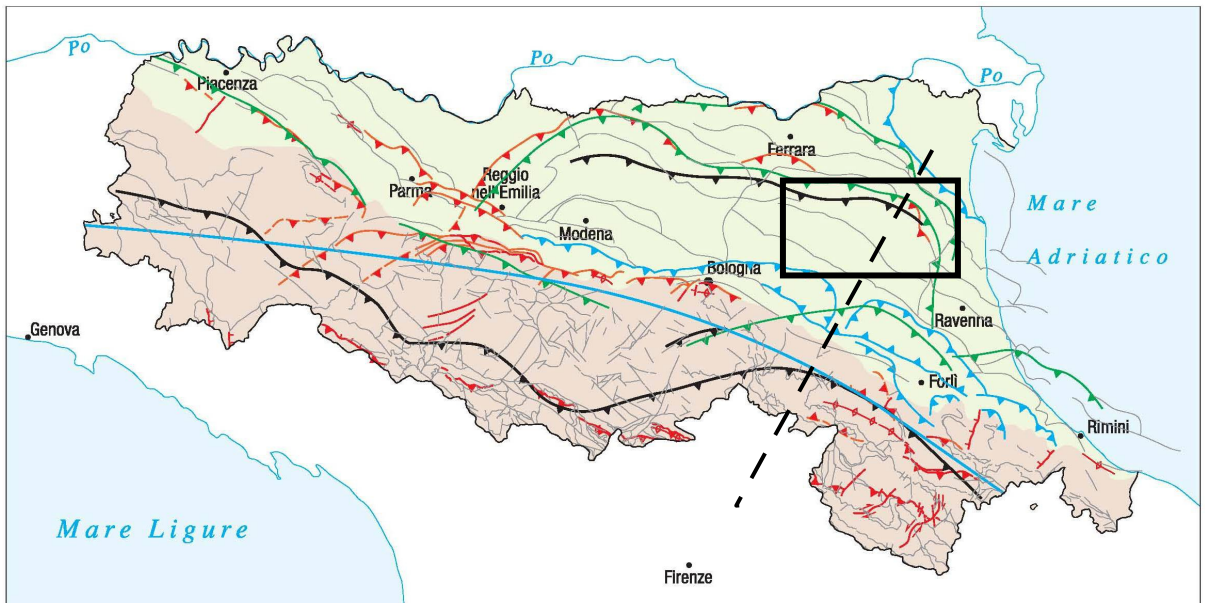 Po
Po
Po
Piacenza
Ferrara
Parma
Reggio
nell'Emilia
Modena
Bologna
Mare
Adriatico
Ravenna
Genova
Forlì
Rimini
Mare Ligure
Firenze